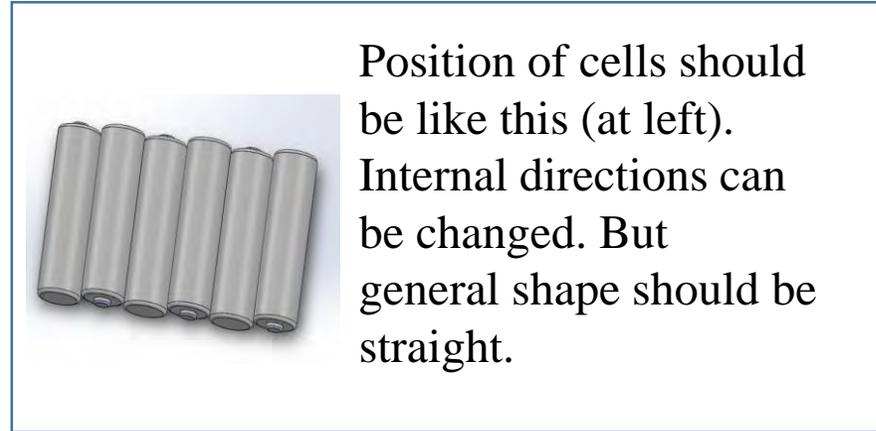 Position of cells should
be like this (at left).
Internal directions can
be changed. But
general shape should be
straight.